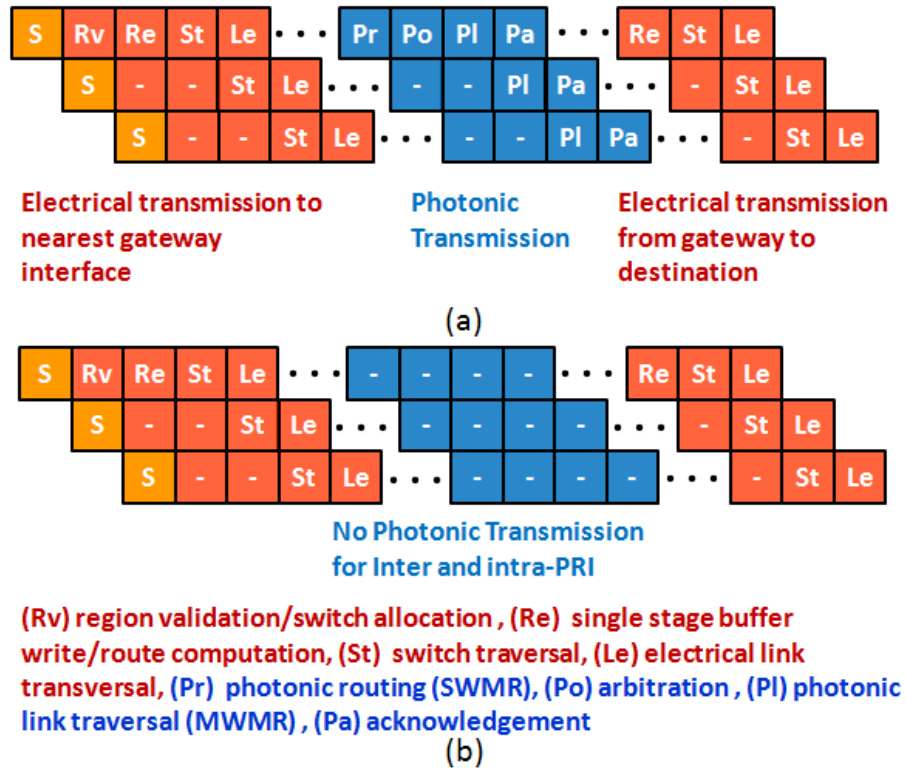 S Rv Re St Le ... Pr Po Pl Pa ... Re St Le
S - - St Le ... - - Pl Pa ... - St Le
S - - St Le ... - - Pl Pa ... - St Le
Electrical transmission to
nearest gateway
interface
Photonic
Transmission
Electrical transmission
from gateway to
destination
(a)
S Rv Re St Le ... - - - - ... Re St Le
S - - St Le ... - - - - ... - St Le
S - - St Le ... - - - - ... - St Le
No Photonic Transmission
for Inter and intra-PRI
(Rv) region validation/switch allocation , (Re) single stage buffer
write/route computation, (St) switch traversal, (Le) electrical link
transversal, (Pr) photonic routing (SWMR), (Po) arbitration , (Pl) photonic
link traversal (MWMR) , (Pa) acknowledgement
(b)